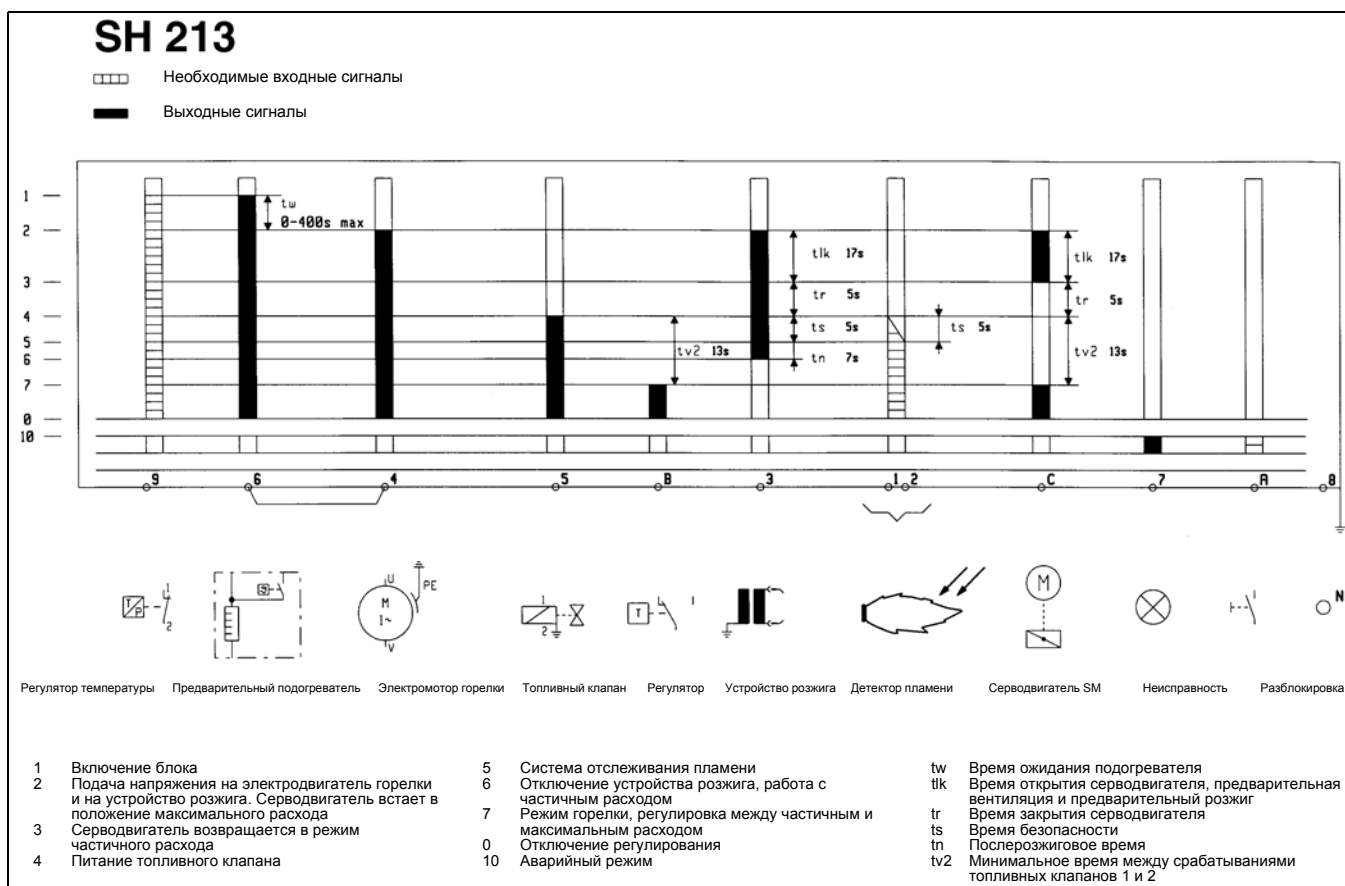 SH 213
Необходимые входные сигналы
Выходные сигналы
1
tw
0-400s max
2
tlk 17s
tlk 17s
3
tr 5s
tr 5s
4
ts 5s
ts 5s
5
tv2 13s
tv2 13s
6
tn 7s
7
0
10
9 6 4 5 B 3 1 2 C 7 A 8
T
P
1
2
U
M
1~
V
PE
1
2
T
M
N
Регулятор температуры
Предварительный подогреватель
Электромотор горелки
Топливный клапан
Регулятор
Устройство розжига
Детектор пламени
Серводвигатель SM
Неисправность
Разблокировка
1 Включение блока
2 Подача напряжения на электродвигатель горелки
и на устройство розжига. Серводвигатель встает в
положение максимального расхода
3 Серводвигатель возвращается в режим
частичного расхода
4 Питание топливного клапана
5 Система отслеживания пламени
6 Отключение устройства розжига, работа с
частичным расходом
7 Режим горелки, регулировка между частичным и
максимальным расходом
0 Отключение регулирования
10 Аварийный режим
tw Время ожидания подогревателя
tlk Время открытия серводвигателя, предварительная
вентиляция и предварительный розжиг
tr Время закрытия серводвигателя
ts Время безопасности
tn Послерозжиговое время
tv2 Минимальное время между срабатываниями
топливных клапанов 1 и 2